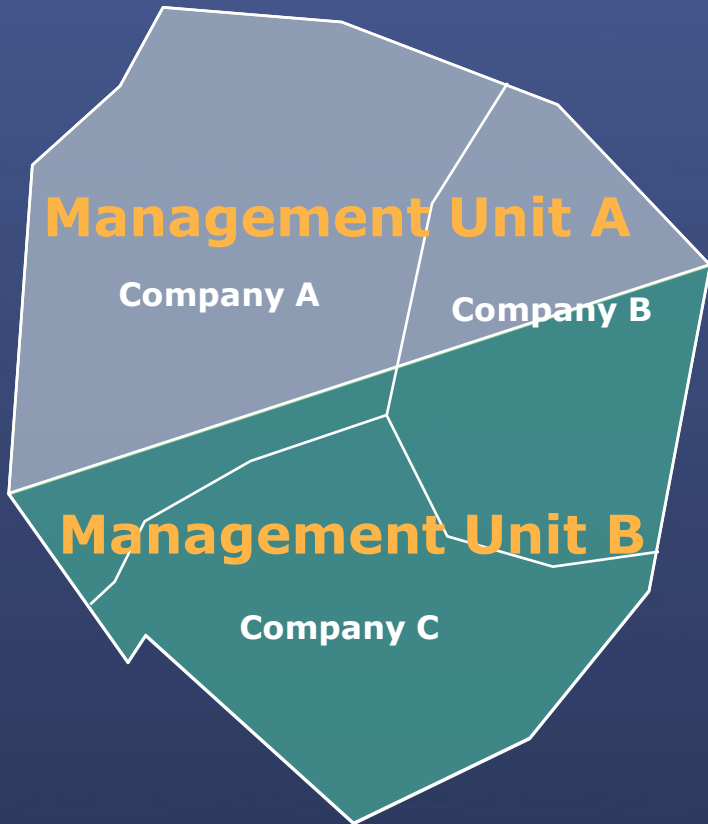 Management Unit A
Company A
Company B
Management Unit B
Company C